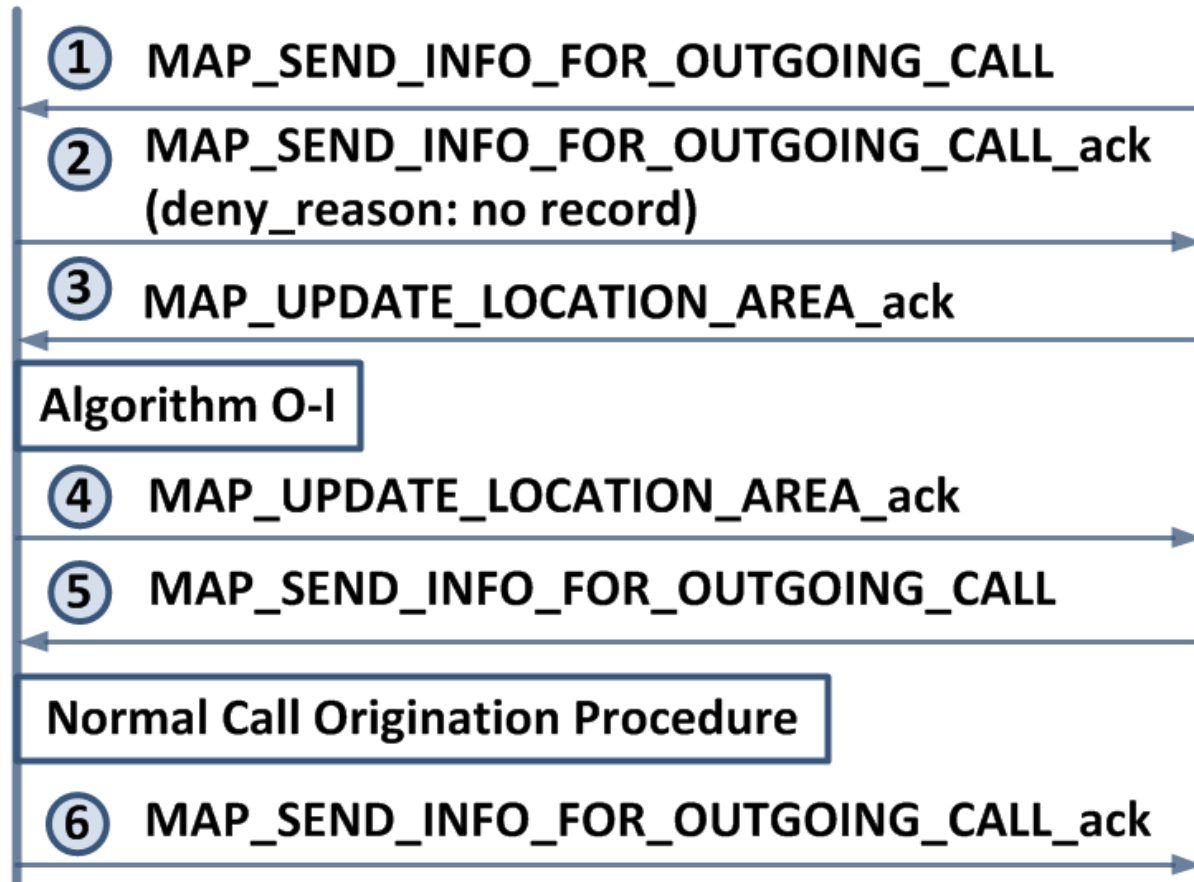 1 MAP_SEND_INFO_FOR_OUTGOING_CALL
2 MAP_SEND_INFO_FOR_OUTGOING_CALL_ack
(deny_reason: no record)
3 MAP_UPDATE_LOCATION_AREA_ack
Algorithm O-I
4 MAP_UPDATE_LOCATION_AREA_ack
5 MAP_SEND_INFO_FOR_OUTGOING_CALL
Normal Call Origination Procedure
6 MAP_SEND_INFO_FOR_OUTGOING_CALL_ack